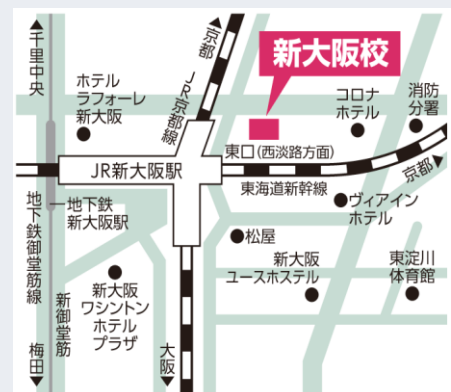 千里中央
京都
JR京都線
新大阪校
ホテル
ラフォーレ
新大阪
コロナ
ホテル
消防
分署
東口(西淡路方面)
JR新大阪駅
東海道新幹線
京都
地下鉄
新大阪駅
地下鉄御堂筋線
ヴィアイン
ホテル
松屋
新大阪
ユースホステル
東淀川
体育館
新大阪
ワシントン
ホテル
プラザ
新御堂筋
梅田
大阪